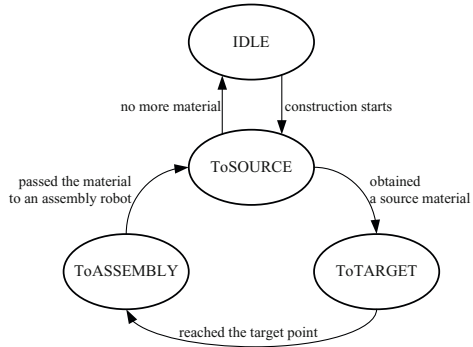 IDLE
no more material
construction starts
ToSOURCE
passed the material
to an assembly robot
obtained
a source material
ToASSEMBLY
ToTARGET
reached the target point